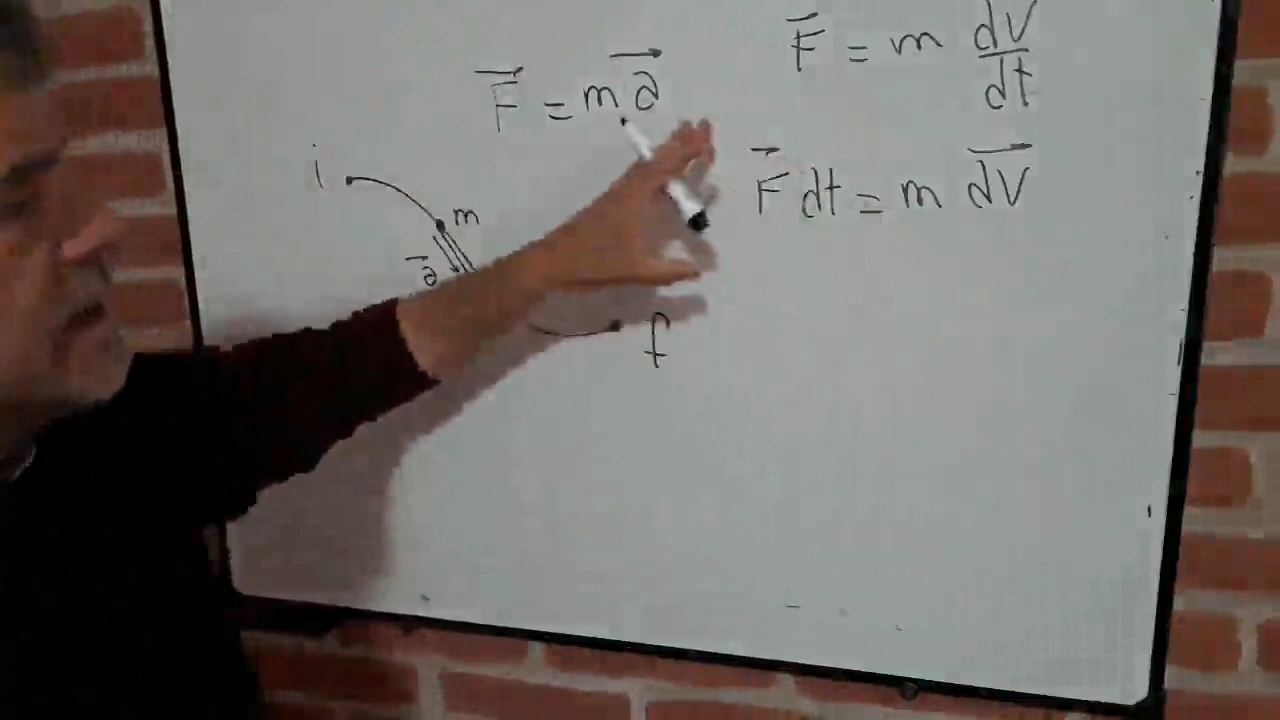 F⃗ = m dV/dt
F⃗ = m a⃗
F⃗ dt = m dV⃗
i
m
a⃗
f